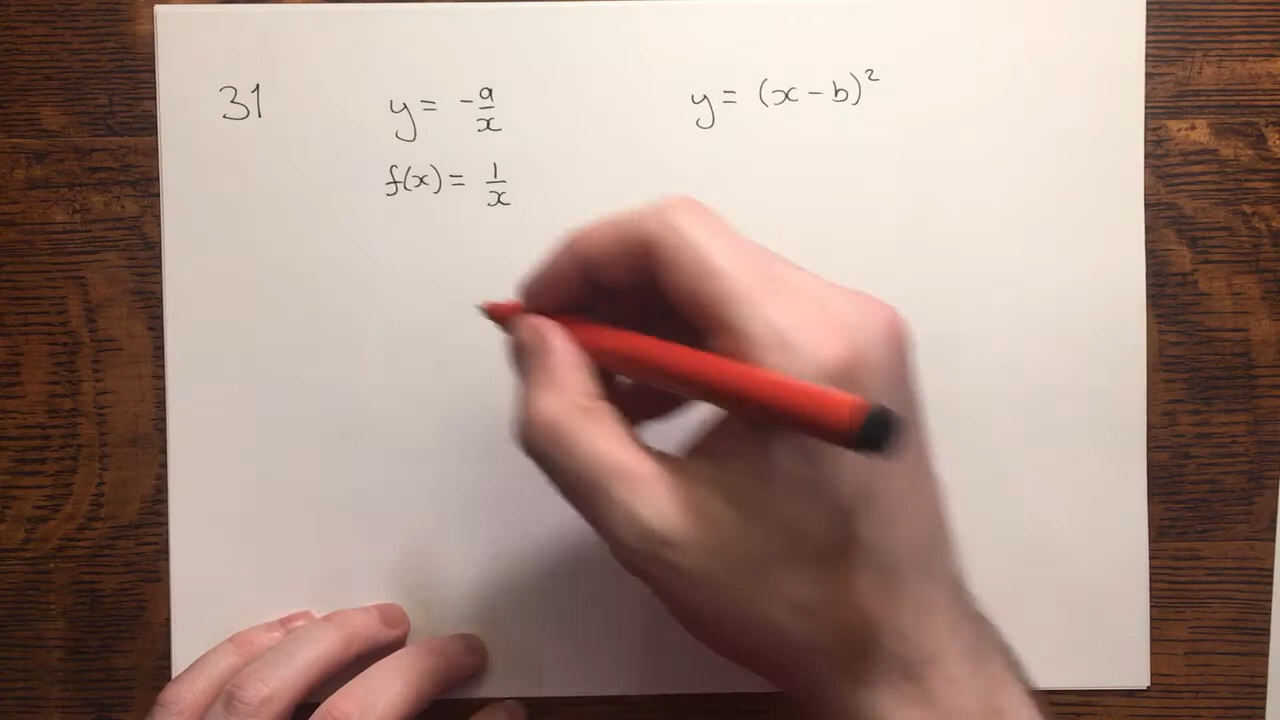 31 y = -a/x y = (x - b)²
f(x) = 1/x